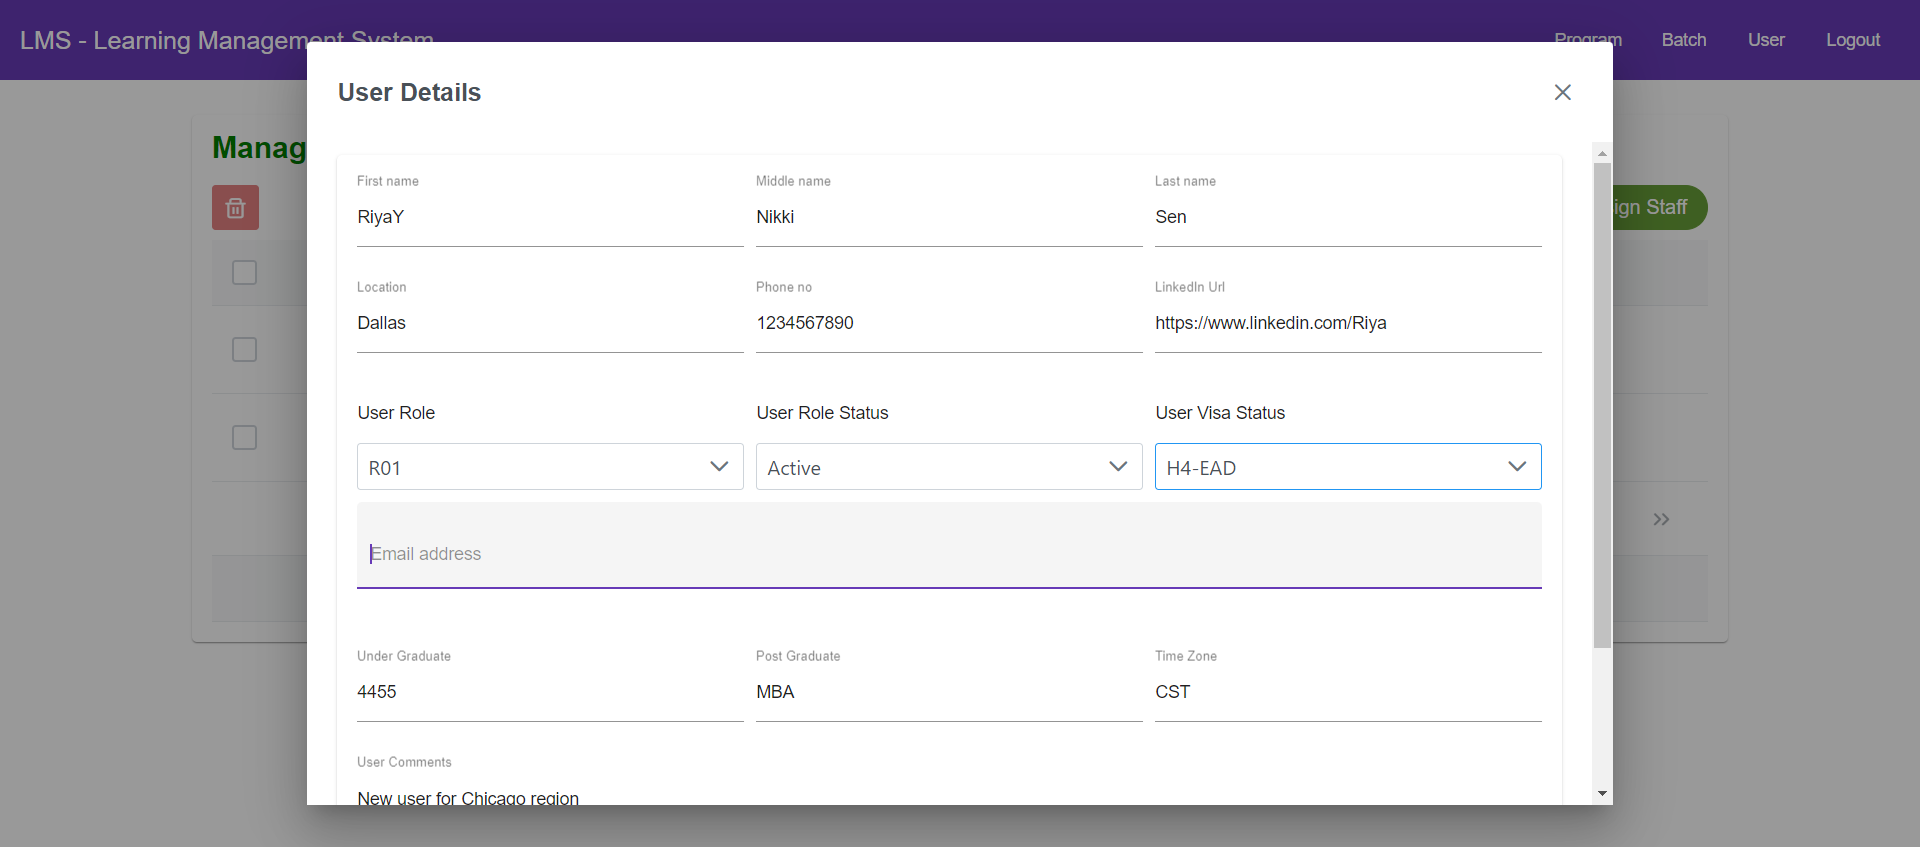 LMS - Learning Management System
Program Batch User Logout
User Details
Manag
ign Staff
First name Middle name Last name
RiyaY Nikki Sen
Location Phone no LinkedIn Url
Dallas 1234567890 https://www.linkedin.com/Riya
User Role User Role Status User Visa Status
R01 Active H4-EAD
Email address
Under Graduate Post Graduate Time Zone
4455 MBA CST
User Comments
New user for Chicago region